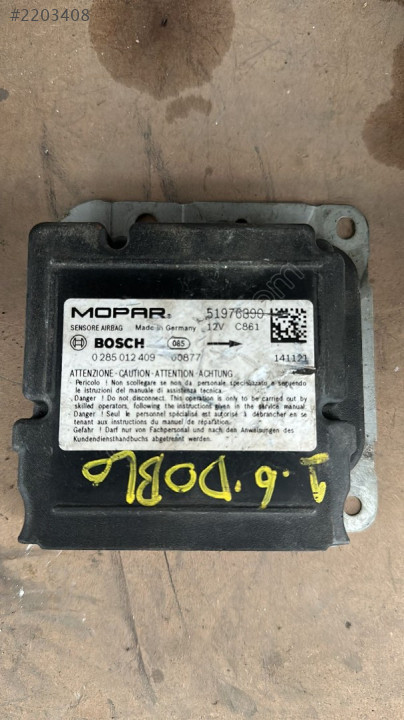 #2203408
MOPAR®
SENSORE AIRBAG Made in Germany 12V C861
BOSCH 065
0 285 012 409 00877 141121
ATTENZIONE-CAUTION-ATTENTION-ACHTUNG
- Pericolo ! Non scollegare se non da personale specializzato e seguendo
le istruzioni del manuale di assistenza tecnica.
- Danger ! Do not disconnect. This operation is only to be carried out by
skilled operators, following the instructions given in the service manual.
- Danger ! Seul le personnel spécialisé est autorisé à débrancher en se
tenant aux instructions du manuel de réparation.
- Gefahr ! Darf nur von Fachpersonal und nach den Anweisungen des
Kundendiensthandbuchs abgetrennt werden.
1.6 DOBLO